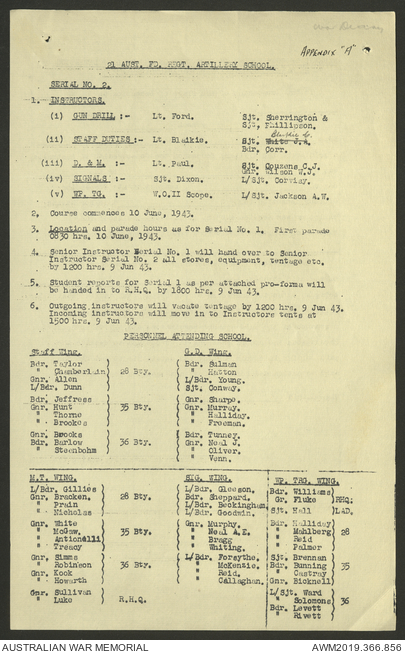 APPENDIX "A"
21 AUST. FD. REGT. ARTILLERY SCHOOL.
SERIAL NO. 2.
1. INSTRUCTORS.
(i) GUN DRILL :- Lt. Ford. Sjt. Sherrington &
Sjt. Phillipson.
(ii) STAFF DUTIES :- Lt. Blaikie. Sjt. White J.A.
Bdr. Corr.
(iii) D. & M. :- Lt. Paul. Sjt. Couzens C.J.
Gnr. Wilson W.J.
(iv) SIGNALS :- Sjt. Dixon. L/Sjt. Corvisy.
(v) WP. TG. :- W.O.II Scope. L/Sjt. Jackson A.W.
2. Course commences 10 June, 1943.
3. Location and parade hours as for Serial No. 1. First parade
0830 hrs. 10 June, 1943.
4. Senior Instructor Serial No. 1 will hand over to Senior
Instructor Serial No. 2 all stores, equipment, tentage etc.
by 1200 hrs. 9 Jun 43.
5. Student reports for Serial 1 as per attached pro-forma will
be handed in to R.H.Q. by 1800 hrs. 9 Jun 43.
6. Outgoing instructors will vacate tentage by 1200 hrs. 9 Jun 43.
Incoming instructors will move in to Instructors tents at
1500 hrs. 9 Jun 43.
PERSONNEL ATTENDING SCHOOL.
Staff Wing. G.D. Wing.
Bdr. Taylor Bdr. Sulman
" Chamberlain 28 Bty. " Hatton
Gnr. Allen L/Bdr. Young.
L/Bdr. Dunn Sjt. Conway.
Bdr. Jeffress Gnr. Sharpe.
Gnr. Hunt 35 Bty. Gnr. Murray.
" Thorne " Halliday.
" Brookes " Freeman.
Gnr. Brooks Bdr. Tunney.
Bdr. Barlow 36 Bty. Gnr. Neal J.
" Steenbohm " Oliver.
" Venn.
M.T. WING. SIG. WING. WP. TRG. WING.
L/Bdr. Gillies L/Bdr. Gleeson. Bdr. Williams
Gnr. Bracken. 28 Bty. Bdr. Sheppard. Gr. Fluke RHQ:
" Prain L/Bdr. Beckingham
" Nicholas L/Bdr. Goodwin. Sjt. Hall LAD.
Gnr. White Gnr. Murphy. Bdr. Halliday
" McGaw. 35 Bty. " Neal A.E. " Mahlberg 28
" Antionelli " Bragg " Reid
" Treacy " Whiting. " Palmer
Gnr. Simms L/Bdr. Forsythe. Sjt. Brennan
" Robinson 36 Bty. " McKenzie. Bdr. Bunning 35
Gnr. Kook " Reid. " Castray
" Howarth " Callaghan. Gnr. Bicknell
Gnr. Sullivan L/Sjt. Ward
" Luke R.H.Q. " Solomons 36
Bdr. Levett
" Rivett
AUSTRALIAN WAR MEMORIAL AWM2019.366.856